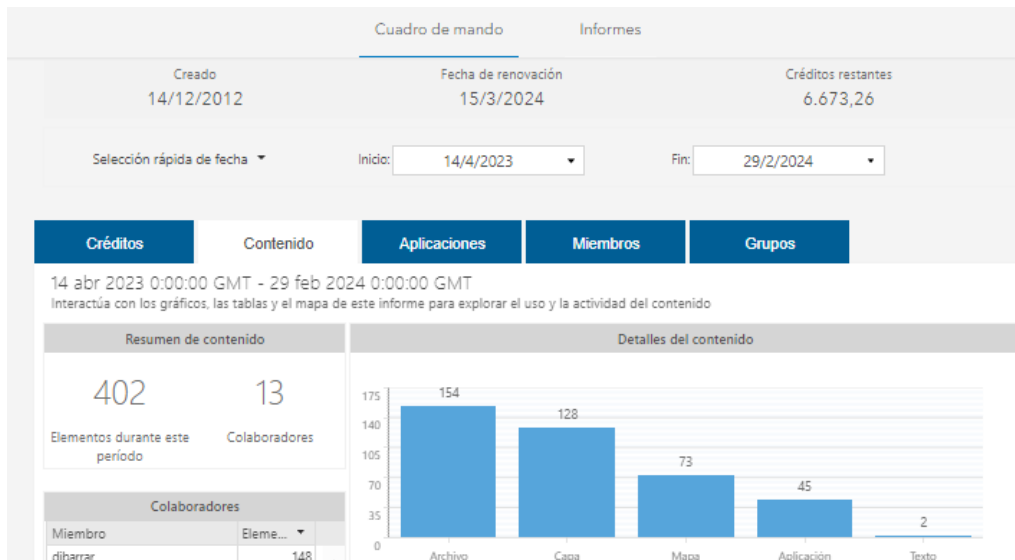 Cuadro de mando Informes
Creado Fecha de renovación Créditos restantes
14/12/2012 15/3/2024 6.673,26
Selección rápida de fecha Inicio: 14/4/2023 Fin: 29/2/2024
Créditos Contenido Aplicaciones Miembros Grupos
14 abr 2023 0:00:00 GMT - 29 feb 2024 0:00:00 GMT
Interactúa con los gráficos, las tablas y el mapa de este informe para explorar el uso y la actividad del contenido
Resumen de contenido
402 13
Elementos durante este período Colaboradores
Colaboradores
Miembro Eleme...
dibarrar 148
Detalles del contenido
175
140
105
70
35
0
154
128
73
45
2
Archivo Capa Mapa Aplicación Texto